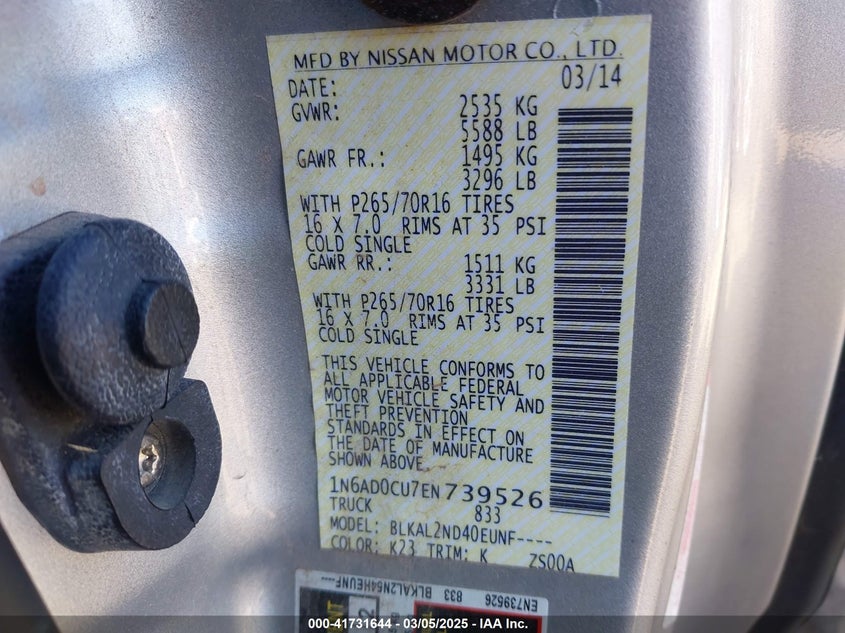 MFD BY NISSAN MOTOR CO., LTD.
DATE: 03/14
GVWR: 2535 KG
5588 LB
GAWR FR.: 1495 KG
3296 LB
WITH P265/70R16 TIRES
16 X 7.0 RIMS AT 35 PSI
COLD SINGLE
GAWR RR.: 1511 KG
3331 LB
WITH P265/70R16 TIRES
16 X 7.0 RIMS AT 35 PSI
COLD SINGLE
THIS VEHICLE CONFORMS TO
ALL APPLICABLE FEDERAL
MOTOR VEHICLE SAFETY AND
THEFT PREVENTION
STANDARDS IN EFFECT ON
THE DATE OF MANUFACTURE
SHOWN ABOVE.
1N6AD0CU7EN739526
TRUCK 833
MODEL: BLKAL2ND40EUNF----
COLOR: K23 TRIM: K ZS00A
EN739526 833 BLKAL2N54HEUNF----
000-41731644 - 03/05/2025 - IAA Inc.